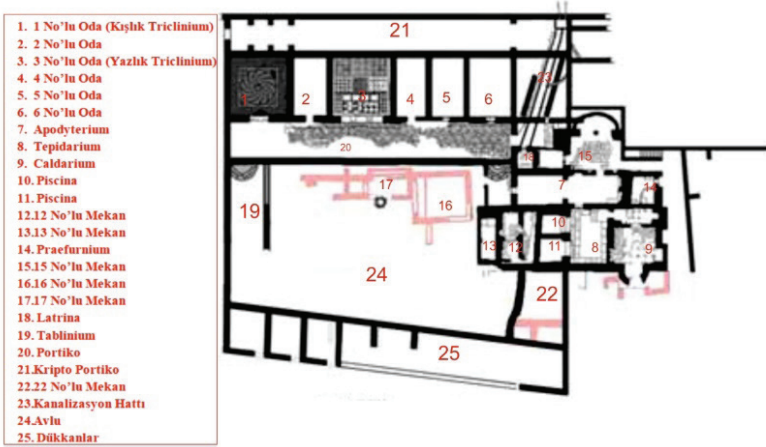 1. 1 No’lu Oda (Kışlık Triclinium)
2. 2 No’lu Oda
3. 3 No’lu Oda (Yazlık Triclinium)
4. 4 No’lu Oda
5. 5 No’lu Oda
6. 6 No’lu Oda
7. Apodyterium
8. Tepidarium
9. Caldarium
10. Piscina
11. Piscina
12.12 No’lu Mekan
13.13 No’lu Mekan
14. Praefurnium
15.15 No’lu Mekan
16.16 No’lu Mekan
17.17 No’lu Mekan
18. Latrina
19. Tablinium
20. Portiko
21.Kripto Portiko
22.22 No’lu Mekan
23.Kanalizasyon Hattı
24.Avlu
25. Dükkanlar
21
23
1 2 3 4 5 6
20
18 15
17 7 14
16
19
10
13 12 11 8 9
24 22
25